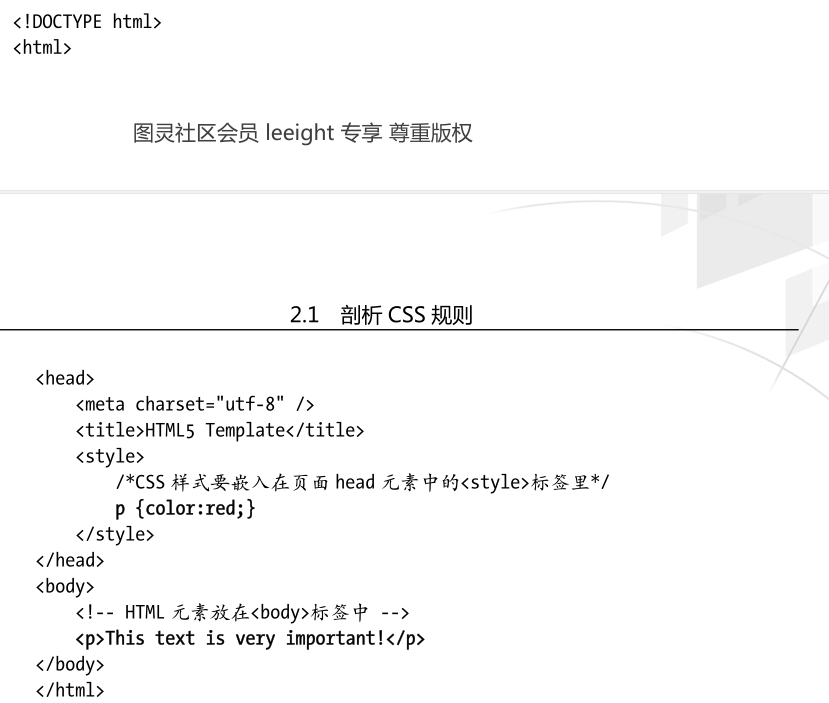 <!DOCTYPE html>
<html>
图灵社区会员 leeight 专享 尊重版权
2.1 剖析 CSS 规则
<head>
<meta charset="utf-8" />
<title>HTML5 Template</title>
<style>
/*CSS 样式要嵌入在页面 head 元素中的<style>标签里*/
p {color:red;}
</style>
</head>
<body>
<!-- HTML 元素放在<body>标签中 -->
<p>This text is very important!</p>
</body>
</html>